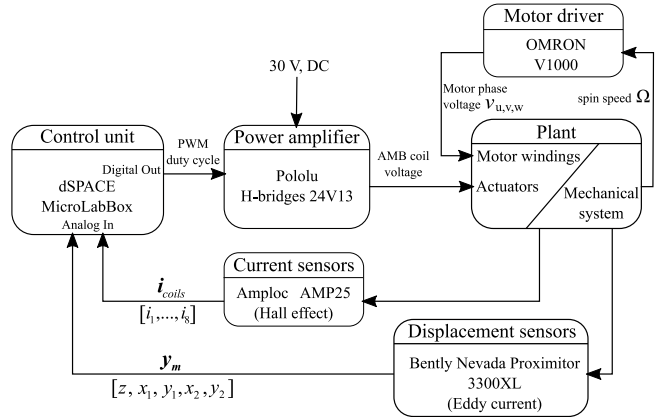 Motor driver
OMRON
V1000
30 V, DC
Motor phase
voltage v_{u,v,w}
spin speed Ω
Control unit
Digital Out
dSPACE
MicroLabBox
Analog In
PWM
duty cycle
Power amplifier
Pololu
H-bridges 24V13
AMB coil
voltage
Plant
Motor windings
Actuators
Mechanical
system
Current sensors
Amploc AMP25
(Hall effect)
i_{coils}
[i_1,...,i_8]
Displacement sensors
Bently Nevada Proximitor
3300XL
(Eddy current)
y_m
[z, x_1, y_1, x_2, y_2]